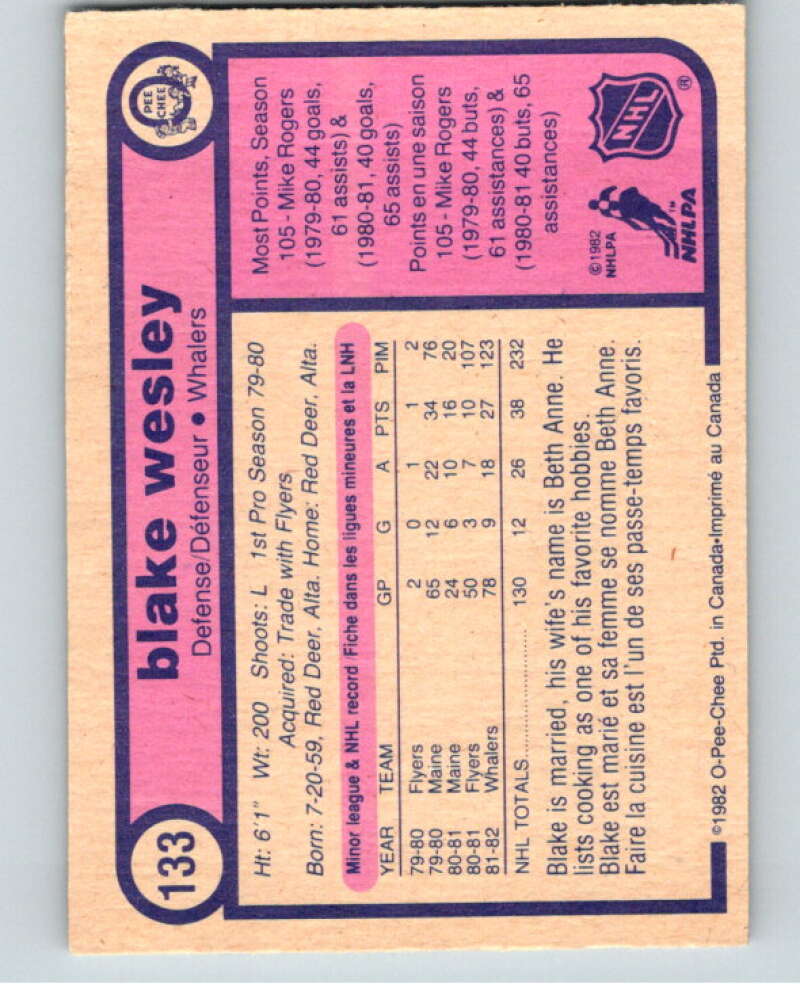 133
blake wesley
PEE CHEE
Defense/Défenseur • Whalers
Ht: 6'1" Wt: 200 Shoots: L 1st Pro Season 79-80
Acquired: Trade with Flyers
Born: 7-20-59, Red Deer, Alta. Home: Red Deer, Alta.
Minor league & NHL record/Fiche dans les ligues mineures et la LNH
YEAR TEAM GP G A PTS PIM
79-80 Flyers 2 0 1 1 2
79-80 Maine 65 12 22 34 76
80-81 Maine 24 6 10 16 20
80-81 Flyers 50 3 7 10 107
81-82 Whalers 78 9 18 27 123
NHL TOTALS 130 12 26 38 232
Blake is married, his wife's name is Beth Anne. He
lists cooking as one of his favorite hobbies.
Blake est marié et sa femme se nomme Beth Anne.
Faire la cuisine est l'un de ses passe-temps favoris.
Most Points, Season
105 - Mike Rogers
(1979-80, 44 goals,
61 assists) &
(1980-81, 40 goals,
65 assists)
Points en une saison
105 - Mike Rogers
(1979-80, 44 buts,
61 assistances) &
(1980-81 40 buts, 65
assistances)
©1982
NHLPA
NHLPA™
NHL ®
©1982 O-Pee-Chee Ptd. in Canada•Imprimé au Canada